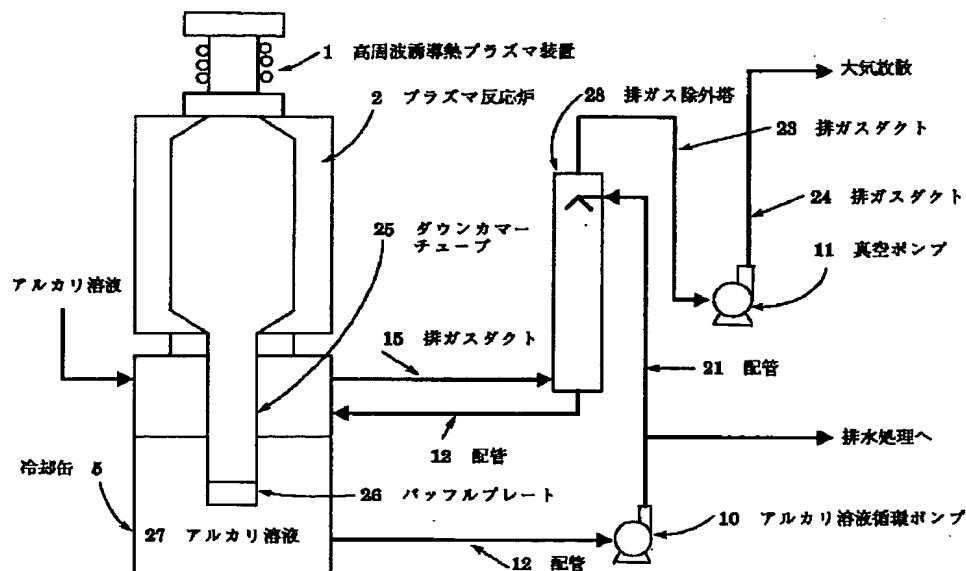 1 高周波誘導熱プラズマ装置
大気放散
2 プラズマ反応炉
28 排ガス除外塔
23 排ガスダクト
24 排ガスダクト
25 ダウンカマー
チューブ
11 真空ポンプ
アルカリ溶液
15 排ガスダクト
21 配管
12 配管
排水処理へ
冷却缶 5
26 バッフルプレート
10 アルカリ溶液循環ポンプ
27 アルカリ溶液
12 配管